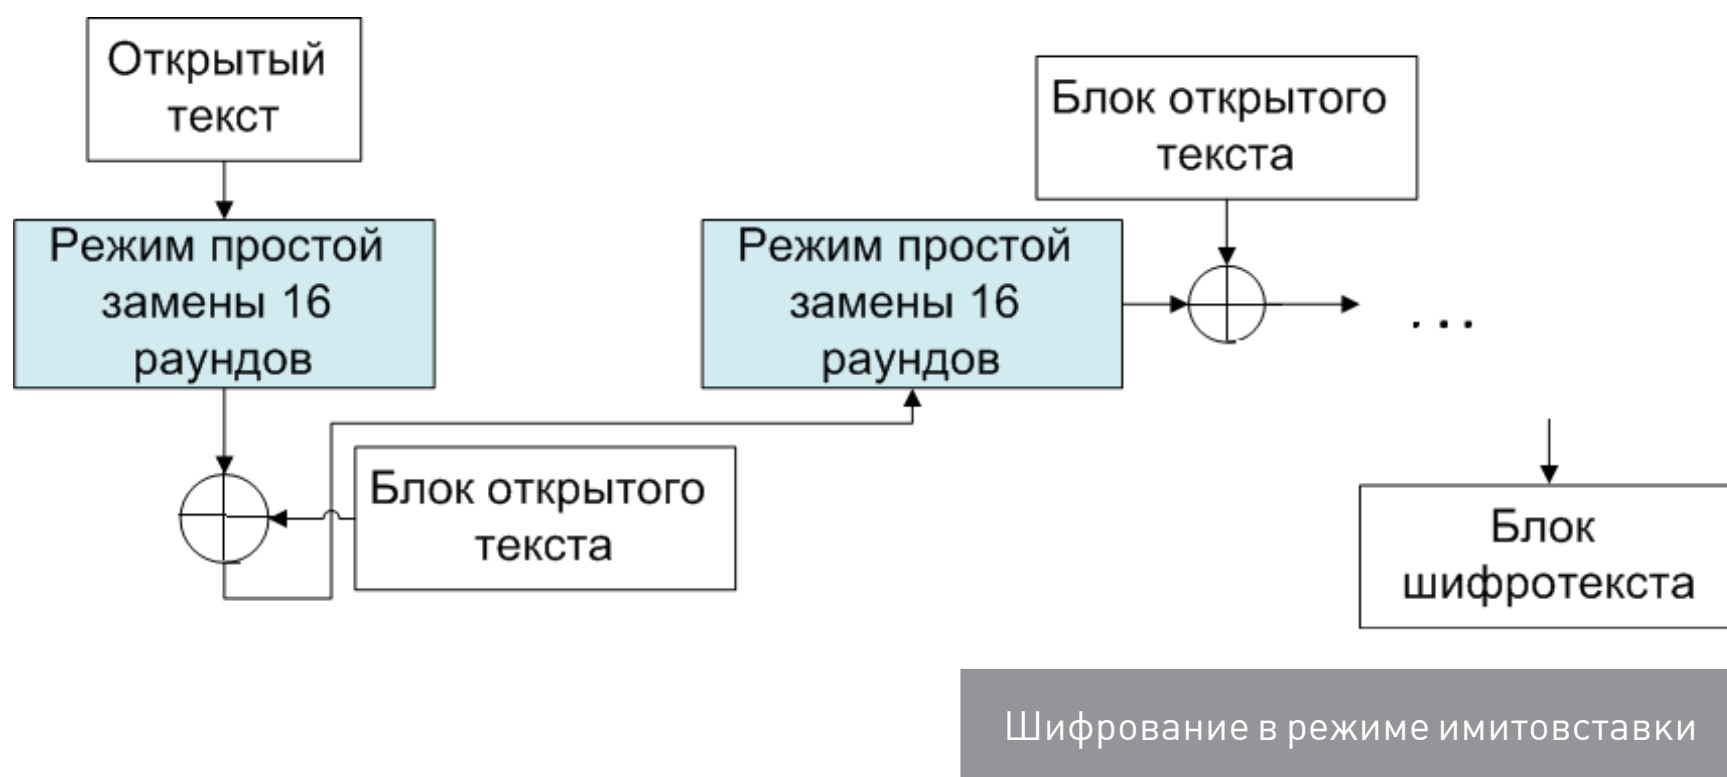 Открытый
текст
Режим простой
замены 16
раундов
Блок открытого
текста
Режим простой
замены 16
раундов
Блок открытого
текста
...
Блок
шифротекста
Шифрование в режиме имитовставки